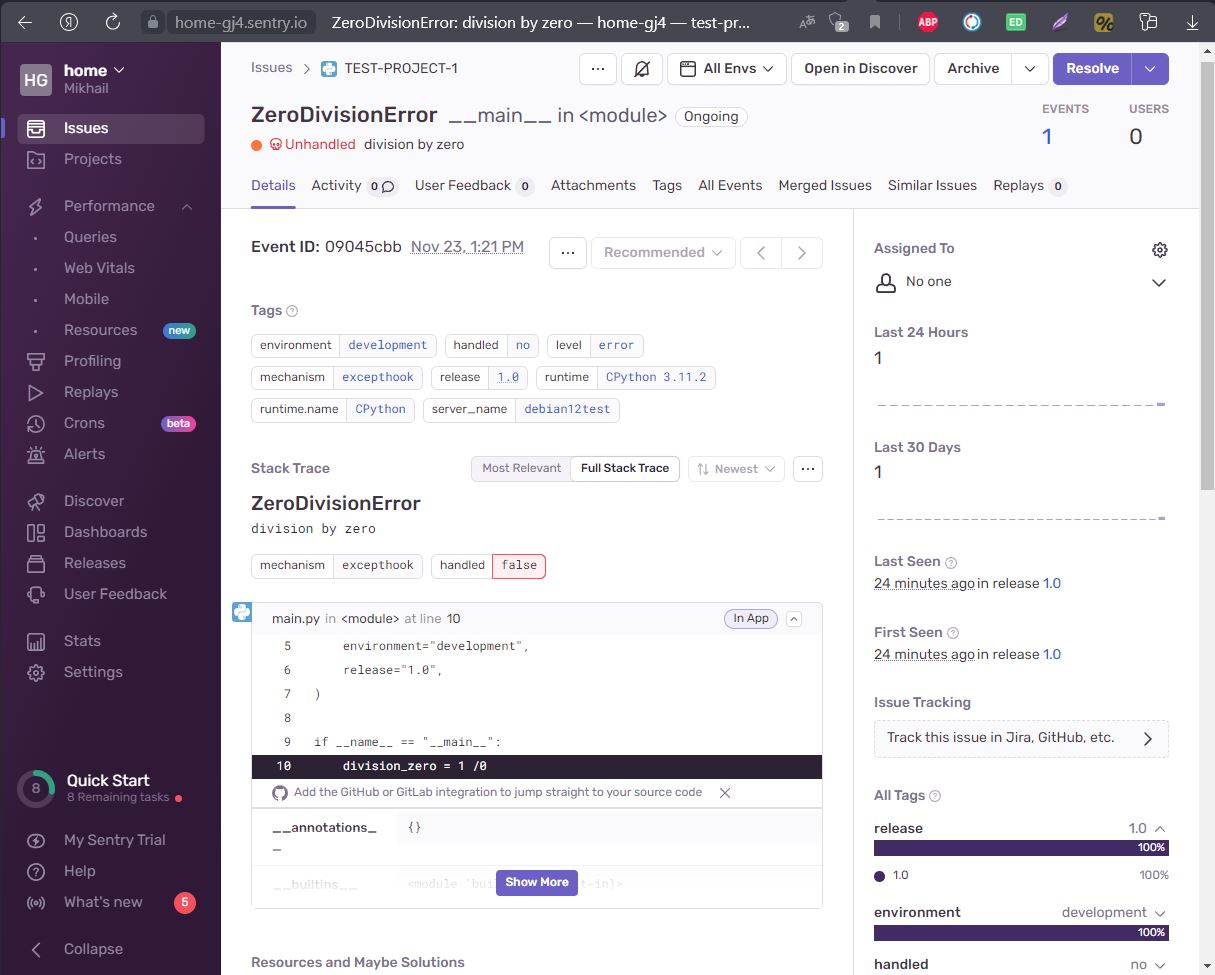 home-gj4.sentry.io ZeroDivisionError: division by zero — home-gj4 — test-pr...
2
ABP
ED
HG
home
Mikhail
Issues
Projects
Performance
Queries
Web Vitals
Mobile
Resources new
Profiling
Replays
Crons beta
Alerts
Discover
Dashboards
Releases
User Feedback
Stats
Settings
8
Quick Start
8 Remaining tasks
My Sentry Trial
Help
What's new 5
Collapse
Issues > TEST-PROJECT-1
... All Envs Open in Discover Archive Resolve
ZeroDivisionError __main__ in <module> Ongoing
Unhandled division by zero
EVENTS USERS
1 0
Details Activity 0 User Feedback 0 Attachments Tags All Events Merged Issues Similar Issues Replays 0
Event ID: 09045cbb Nov 23, 1:21 PM ... Recommended
Tags
environment development handled no level error
mechanism excepthook release 1.0 runtime CPython 3.11.2
runtime.name CPython server_name debian12test
Stack Trace Most Relevant Full Stack Trace Newest ...
ZeroDivisionError
division by zero
mechanism excepthook handled false
main.py in <module> at line 10 In App
5 environment="development",
6 release="1.0",
7 )
8
9 if __name__ == "__main__":
10 division_zero = 1 /0
Add the GitHub or GitLab integration to jump straight to your source code
__annotations_ {}
_
__builtins__ <module 'bui t-in)>
Show More
Resources and Maybe Solutions
Assigned To
No one
Last 24 Hours
1
Last 30 Days
1
Last Seen
24 minutes ago in release 1.0
First Seen
24 minutes ago in release 1.0
Issue Tracking
Track this issue in Jira, GitHub, etc.
All Tags
release 1.0
100%
1.0 100%
environment development
100%
handled no